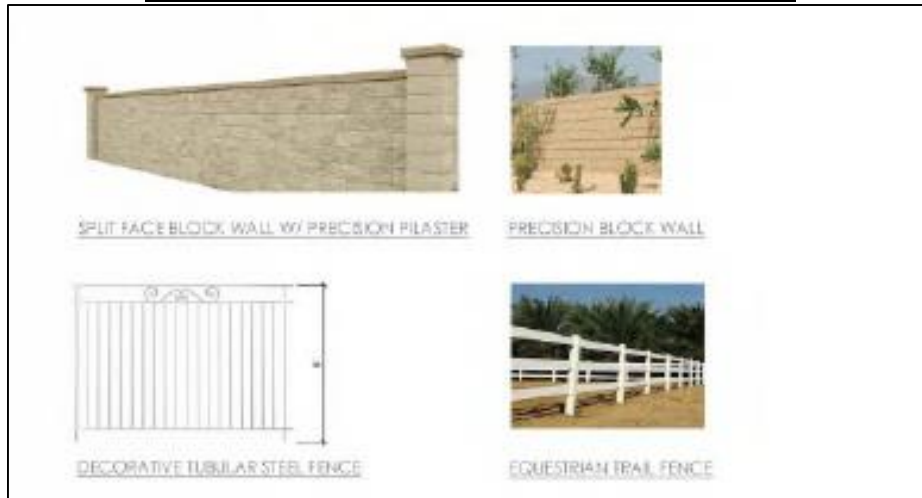 SPLIT FACE BLOCK WALL W/ PRECISION PILASTER
PRECISION BLOCK WALL
DECORATIVE TUBULAR STEEL FENCE
EQUESTRIAN TRAIL FENCE